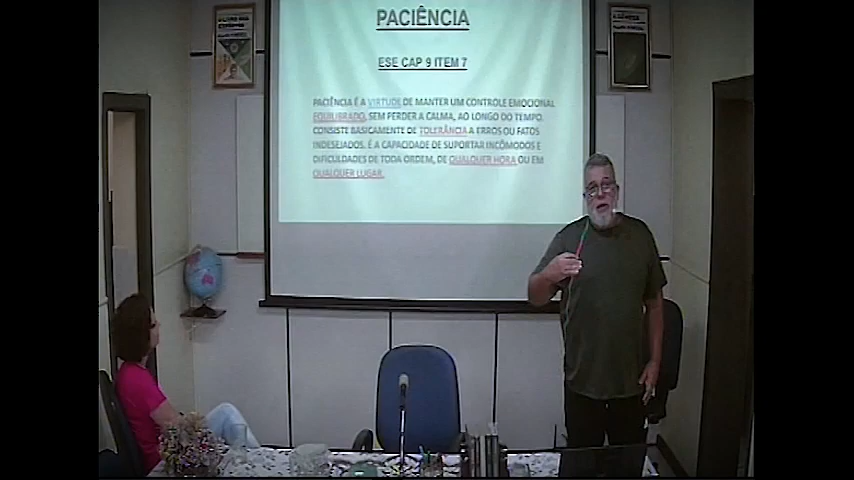 PACIÊNCIA
ESE CAP 9 ITEM 7
PACIÊNCIA É A VIRTUDE DE MANTER UM CONTROLE EMOCIONAL
EQUILIBRADO, SEM PERDER A CALMA, AO LONGO DO TEMPO.
CONSISTE BASICAMENTE DE TOLERÂNCIA A ERROS OU FATOS
INDESEJADOS. É A CAPACIDADE DE SUPORTAR INCÔMODOS E
DIFICULDADES DE TODA ORDEM, DE QUALQUER HORA OU EM
QUALQUER LUGAR.
A GÊNESE